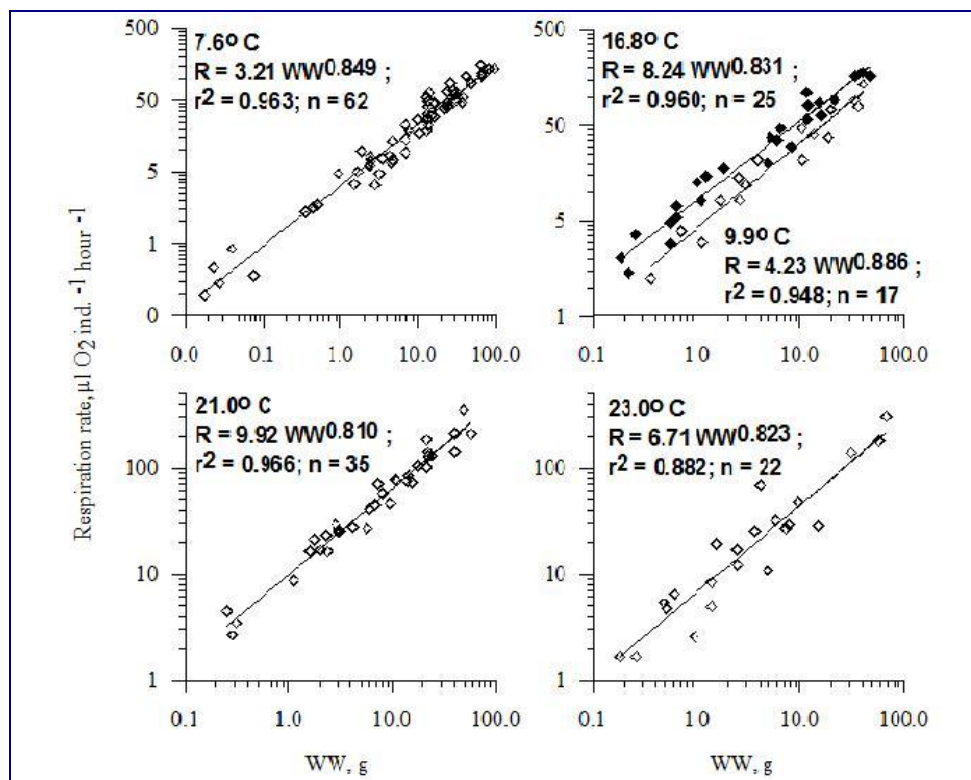 Respiration rate, µl O2 ind. -1 hour -1
500
50
5
1
0
7.6º C
R = 3.21 WW0.849 ;
r2 = 0.963; n = 62
0.0
0.1
1.0
10.0
100.0
500
50
5
1
16.8º C
R = 8.24 WW0.831 ;
r2 = 0.960; n = 25
9.9º C
R = 4.23 WW0.886 ;
r2 = 0.948; n = 17
0.1
1.0
10.0
100.0
100
10
1
21.0º C
R = 9.92 WW0.810 ;
r2 = 0.966; n = 35
0.1
1.0
10.0
100.0
WW, g
100
10
1
23.0º C
R = 6.71 WW0.823 ;
r2 = 0.882; n = 22
0.1
1.0
10.0
100.0
WW, g